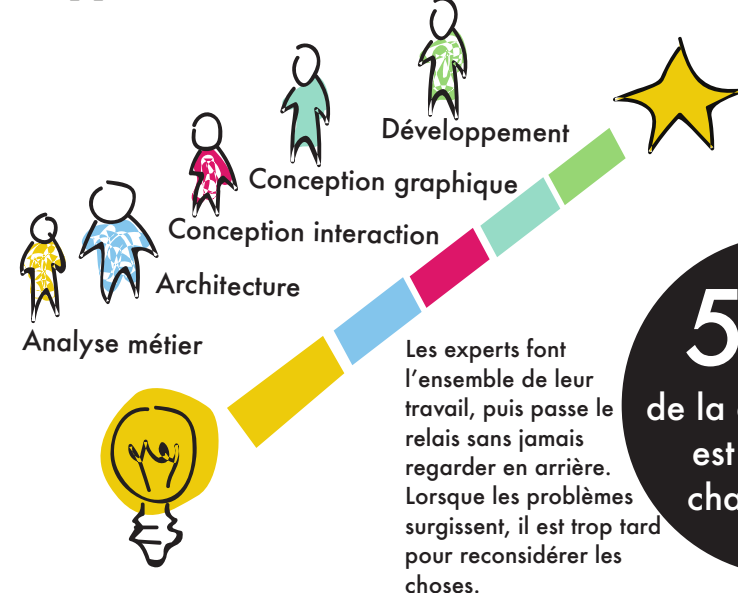 Développement
Conception graphique
Conception interaction
Architecture
Analyse métier
Les experts font
l’ensemble de leur
travail, puis passe le
relais sans jamais
regarder en arrière.
Lorsque les problèmes
surgissent, il est trop tard
pour reconsidérer les
choses.
5
de la
est